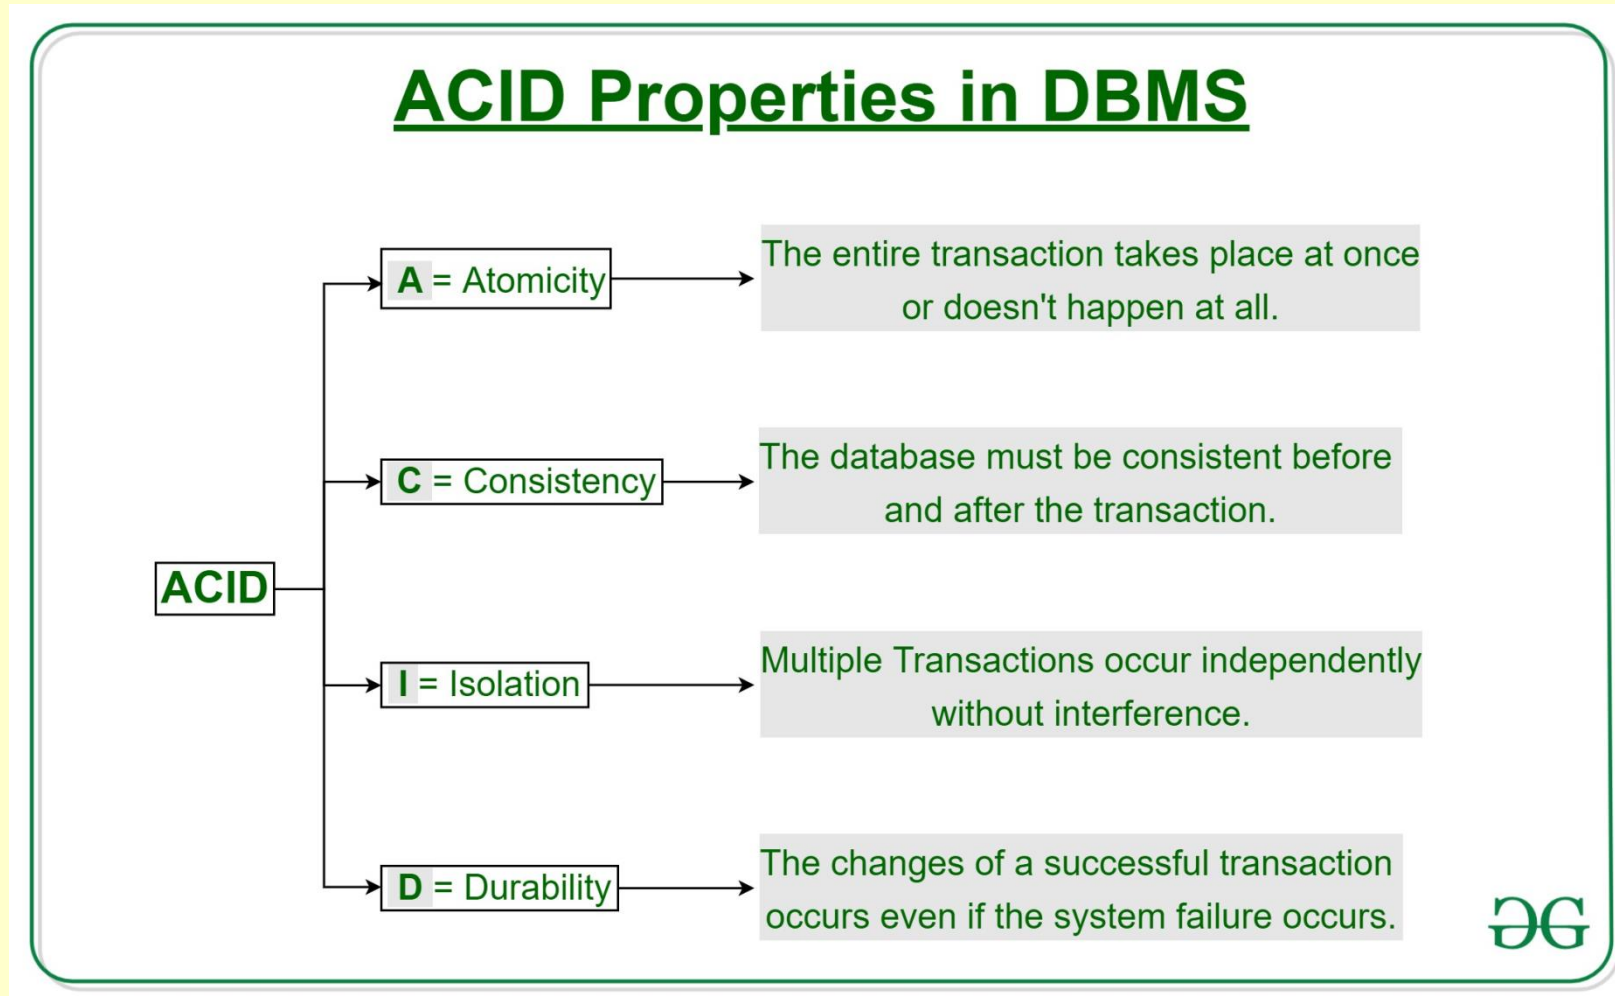 ACID Properties in DBMS
A = Atomicity
The entire transaction takes place at once
or doesn't happen at all.
C = Consistency
The database must be consistent before
and after the transaction.
ACID
I = Isolation
Multiple Transactions occur independently
without interference.
D = Durability
The changes of a successful transaction
occurs even if the system failure occurs.